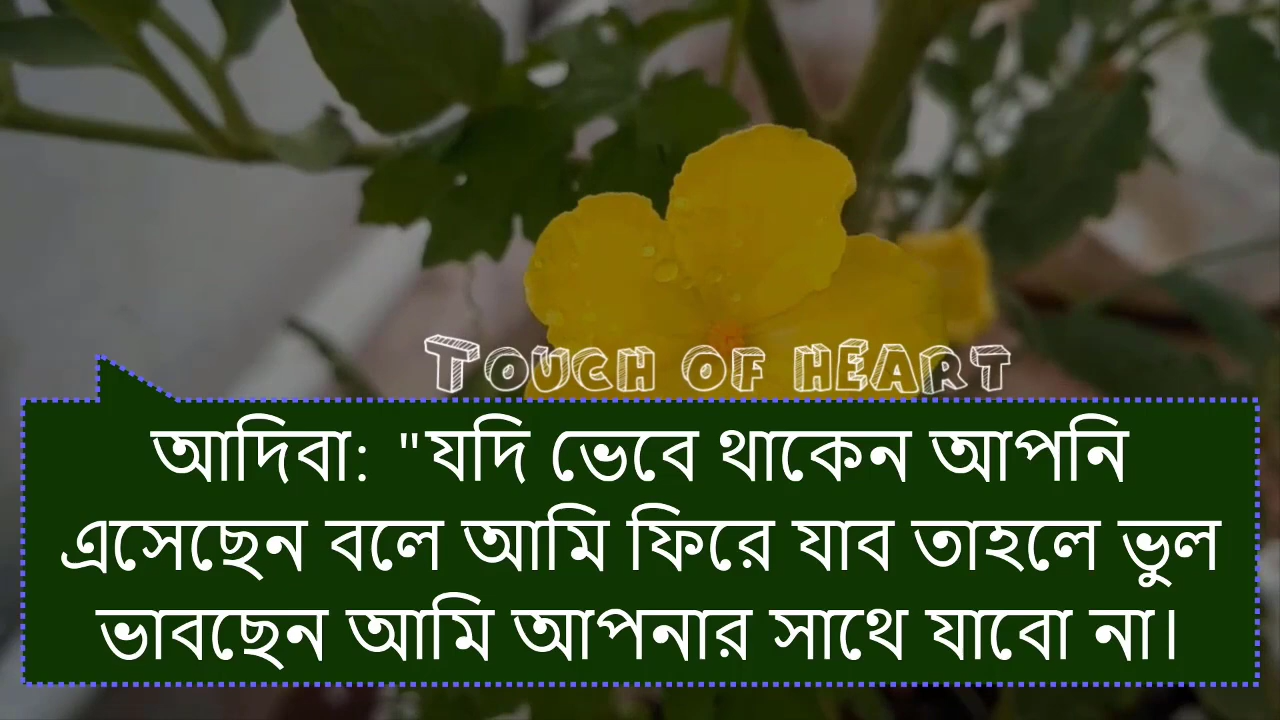 Touch of heart
আদিবা: "যদি ভেবে থাকেন আপনি
এসেছেন বলে আমি ফিরে যাব তাহলে ভুল
ভাবছেন আমি আপনার সাথে যাবো না।